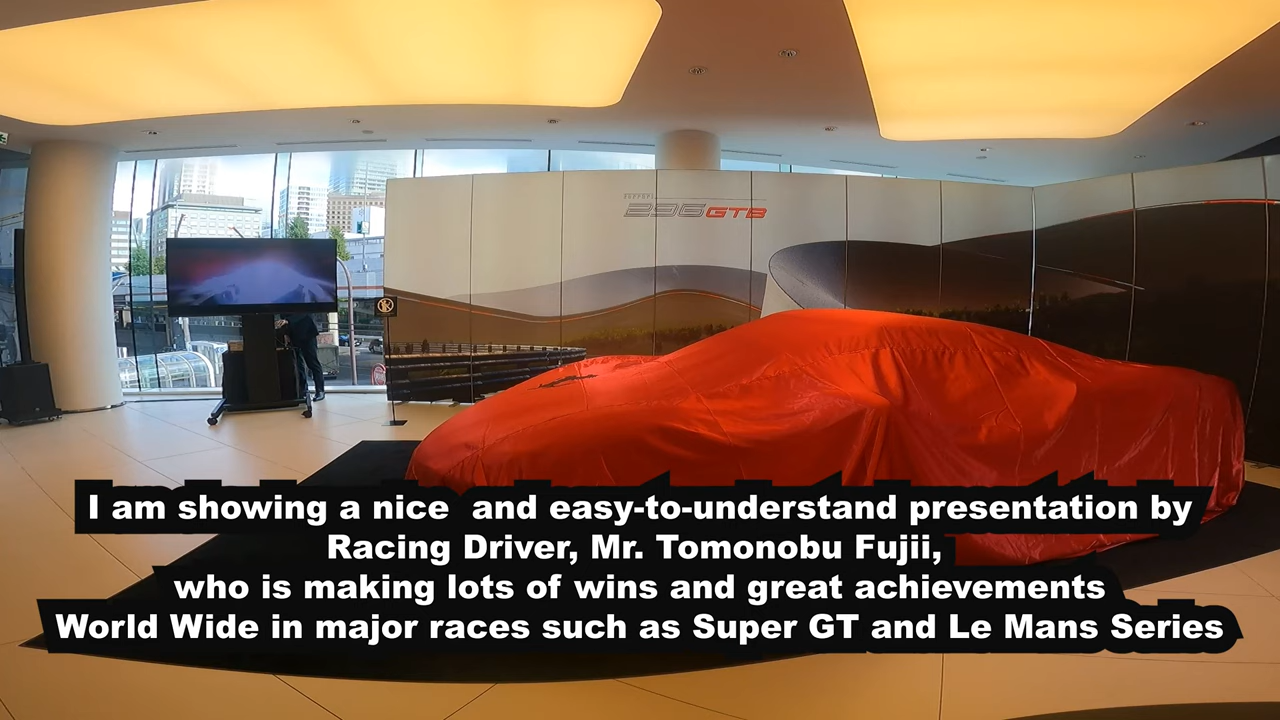 FERRARI
296GTB
I am showing a nice  and easy-to-understand presentation by
Racing Driver, Mr. Tomonobu Fujii,
who is making lots of wins and great achievements
World Wide in major races such as Super GT and Le Mans Series